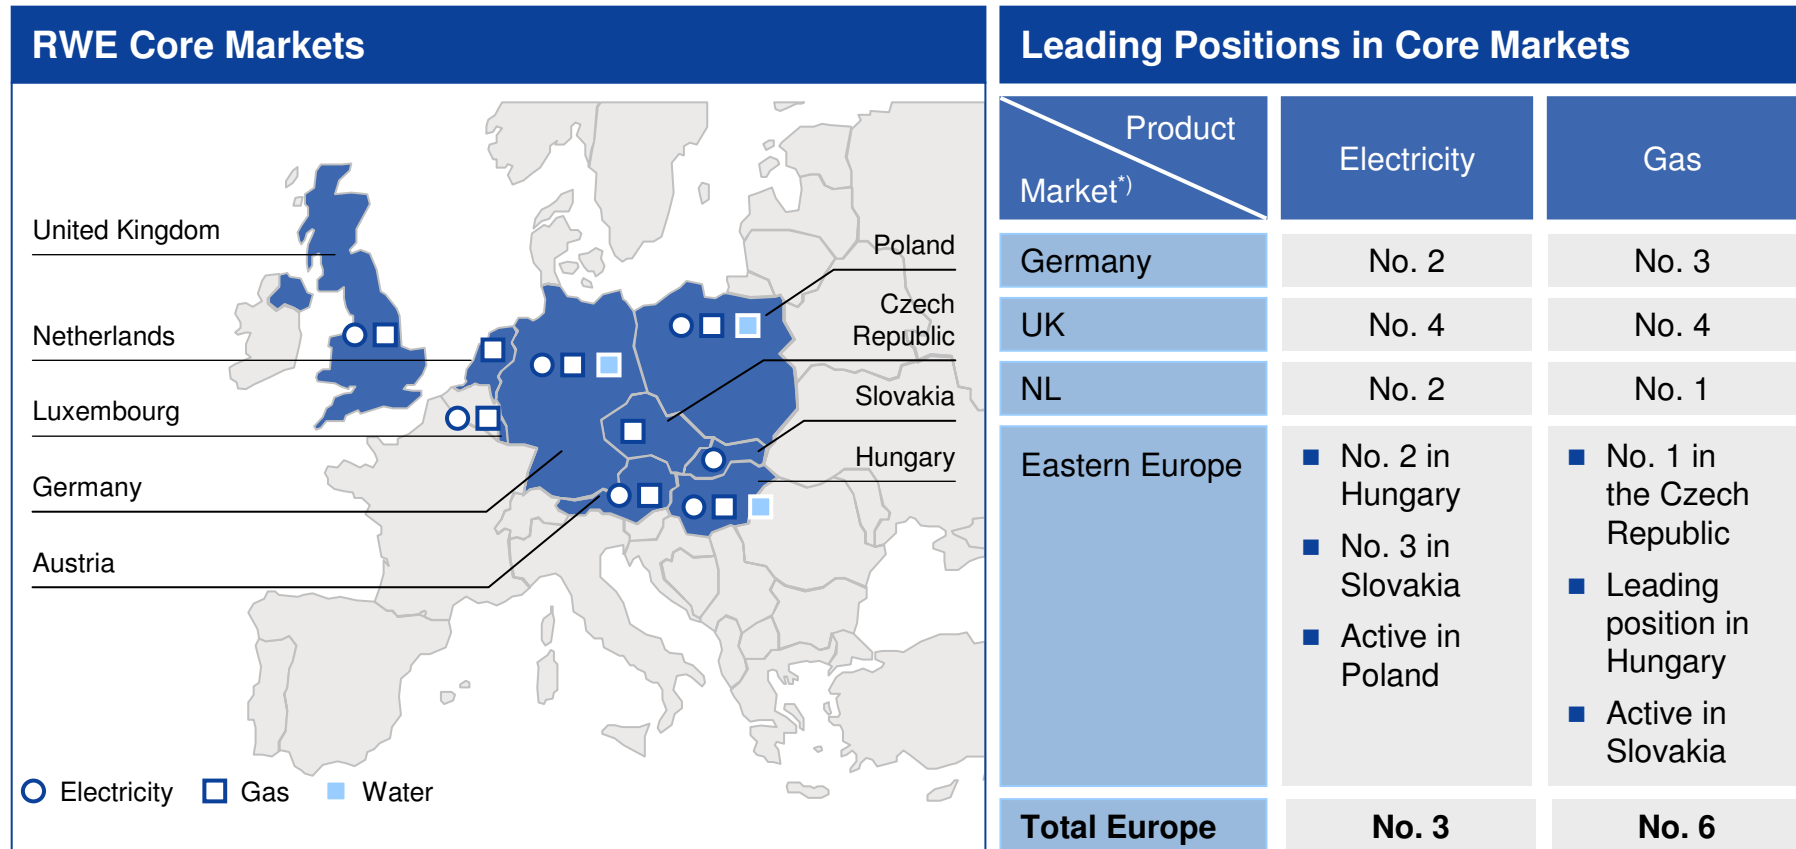 RWE Core Markets
United Kingdom
Netherlands
Luxembourg
Germany
Austria
Poland
Czech
Republic
Slovakia
Hungary
Electricity
Gas
Water
Leading Positions in Core Markets
Product
Market*)
Electricity
Gas
Germany
No. 2
No. 3
UK
No. 4
No. 4
NL
No. 2
No. 1
Eastern Europe
No. 2 in
Hungary
No. 3 in
Slovakia
Active in
Poland
No. 1 in
the Czech
Republic
Leading
position in
Hungary
Active in
Slovakia
Total Europe
No. 3
No. 6